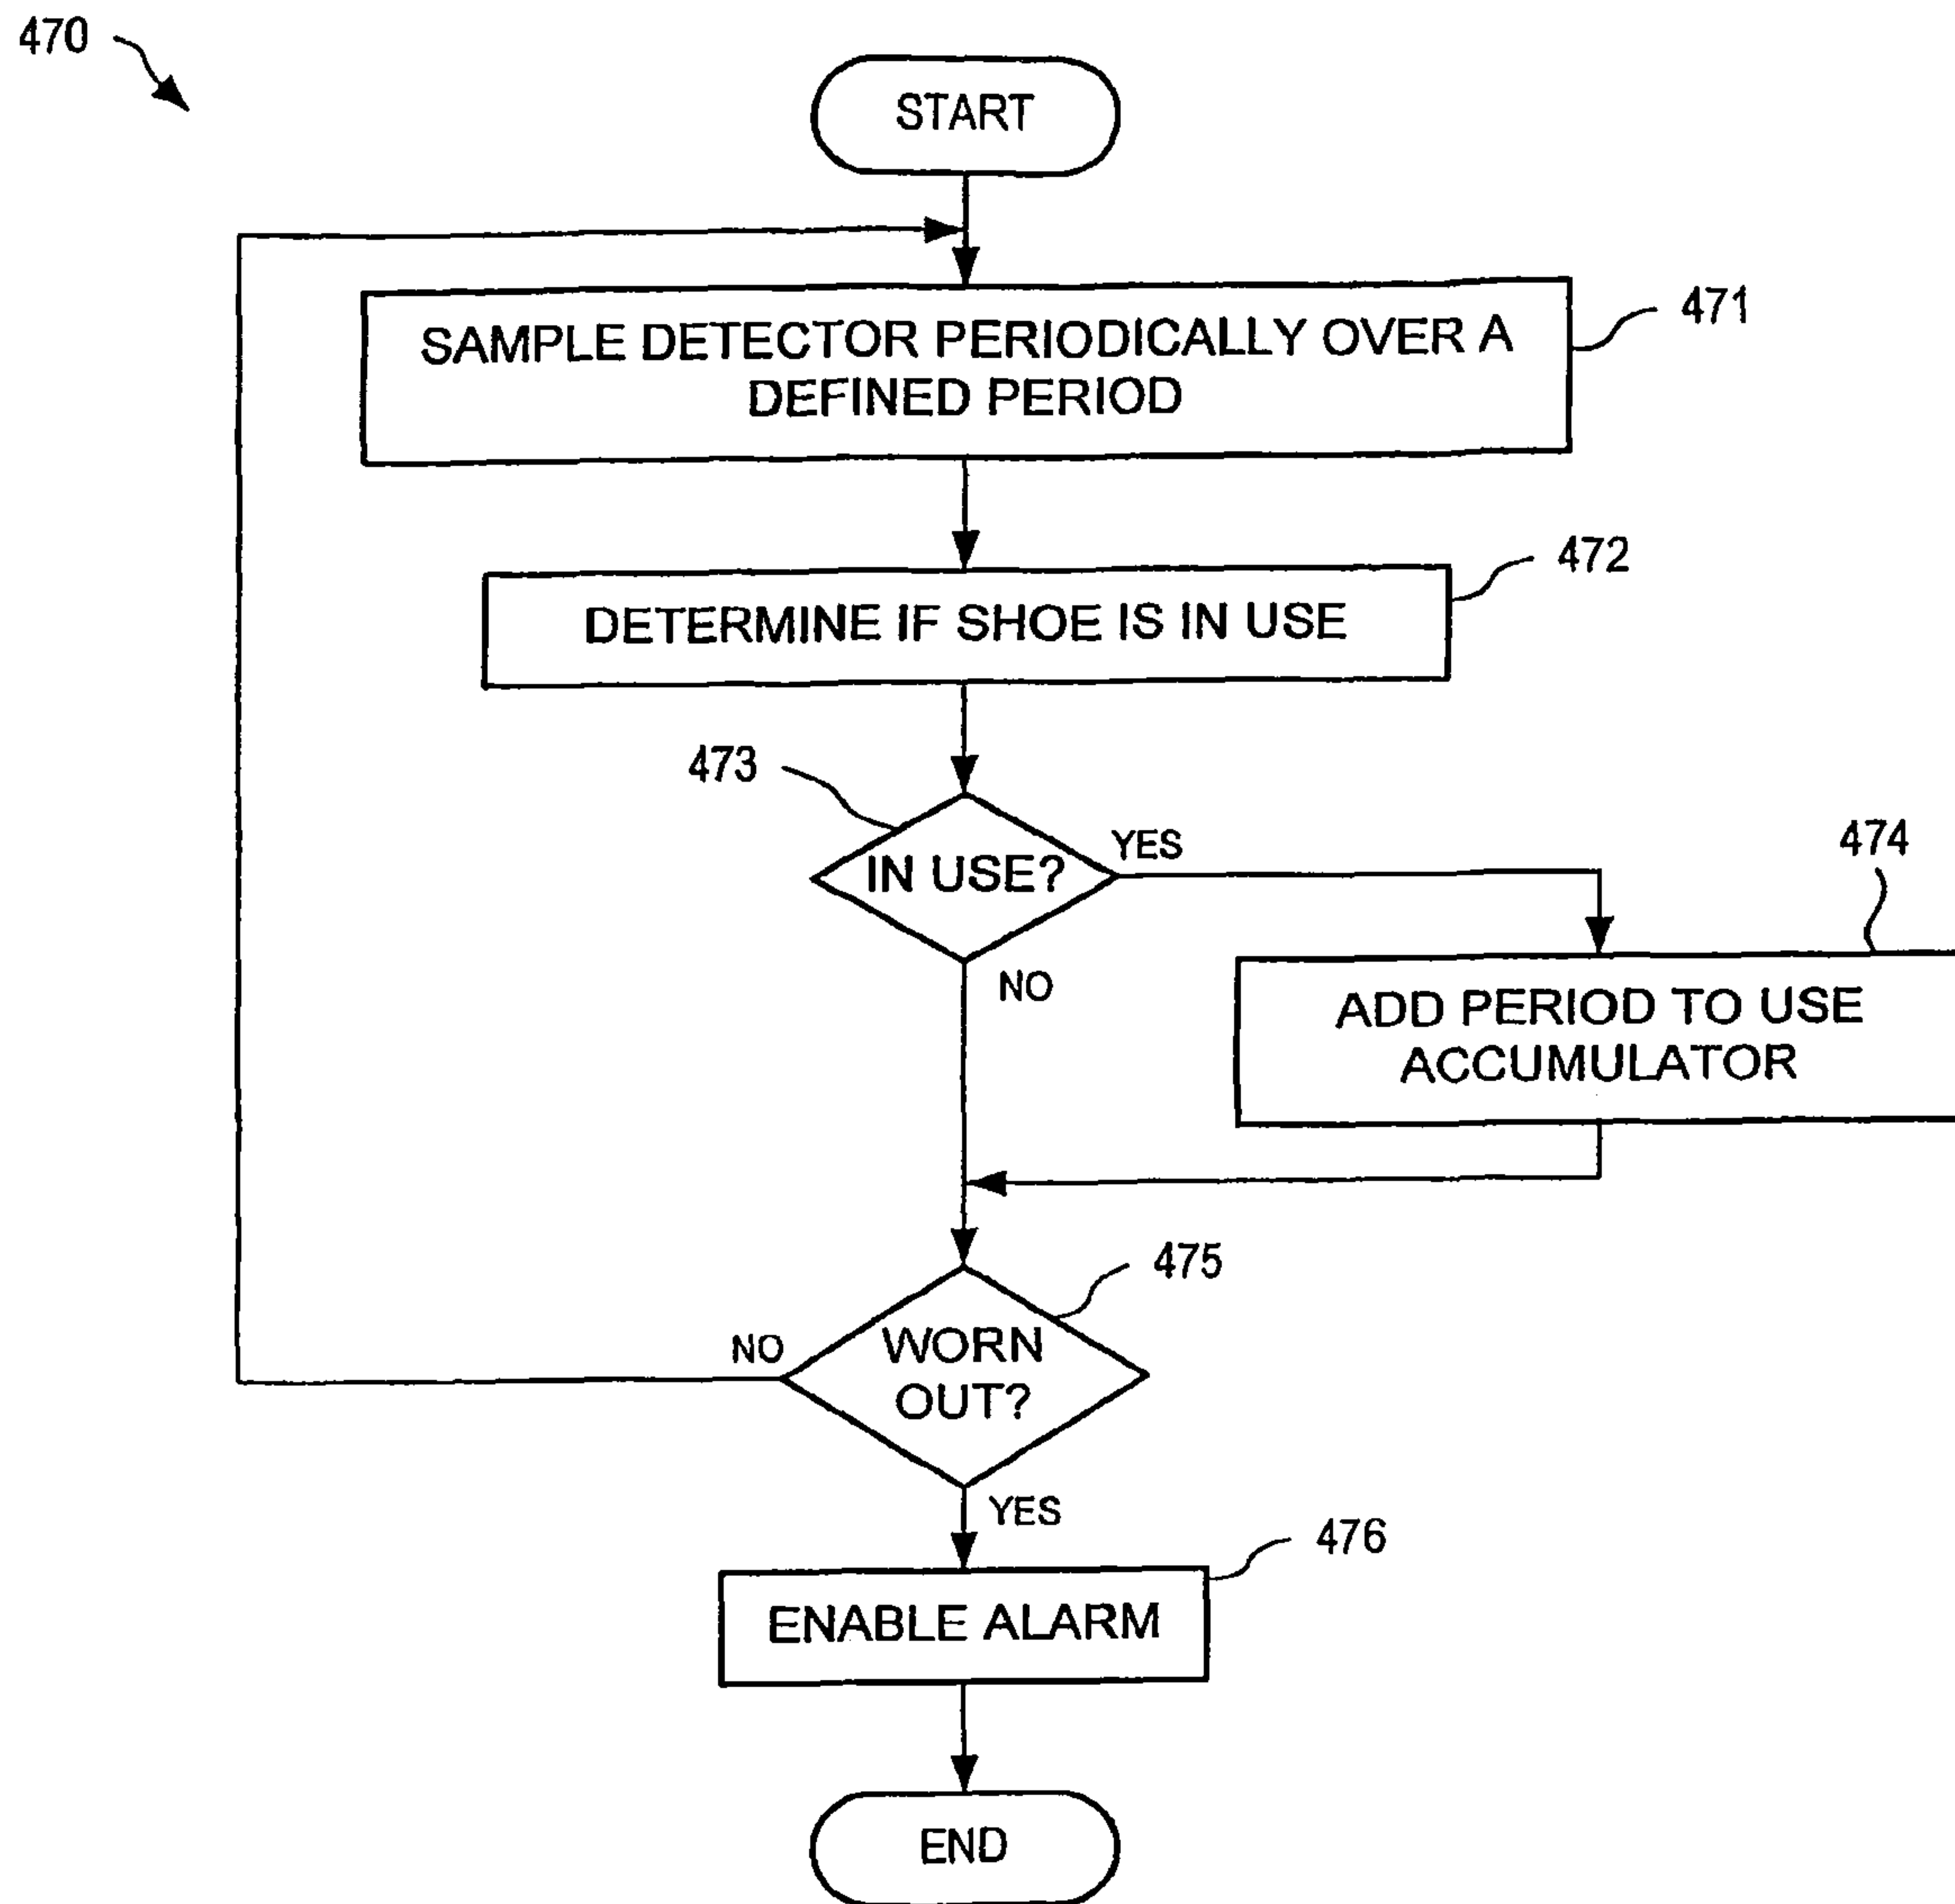 470
START
SAMPLE DETECTOR PERIODICALLY OVER A
DEFINED PERIOD
471
DETERMINE IF SHOE IS IN USE
472
473
IN USE?
YES
NO
474
ADD PERIOD TO USE
ACCUMULATOR
475
WORN
OUT?
NO
YES
476
ENABLE ALARM
END